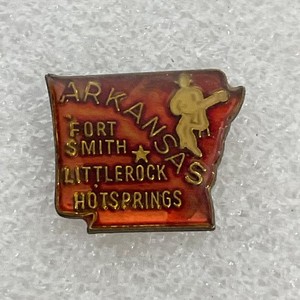 ARKANSAS
FORT
SMITH
LITTLEROCK
HOTSPRINGS